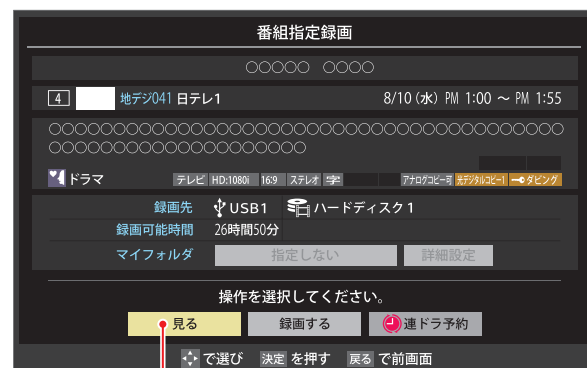 番組指定録画
○○○○○ ○○○○
4 地デジ041 日テレ1 8/10 (水) PM 1:00 ～ PM 1:55
○○○○○○○○○○○○○○○○○○○○○○○○○○○○○○○○○○○○○○○○
○○○○○○○○○○○○○○○○○○○○
ドラマ テレビ HD:1080i 16:9 ステレオ 字 アナログコピー可 光デジタルコピー1 ダビング
録画先 USB1 ハードディスク1
録画可能時間 26時間50分
マイフォルダ 指定しない 詳細設定
操作を選択してください。
見る 録画する 連ドラ予約
で選び 決定 を押す 戻る で前画面